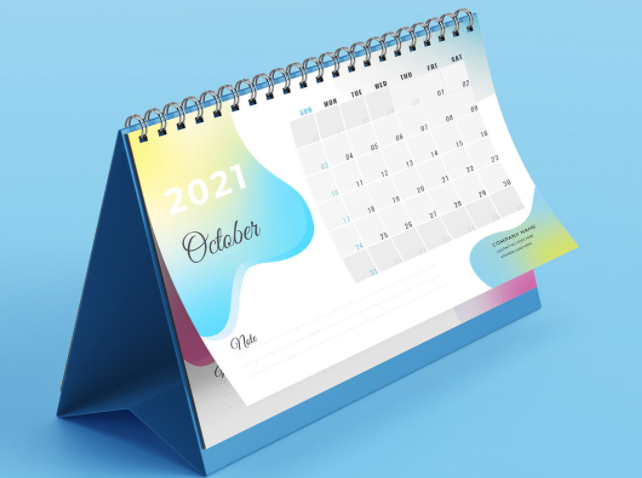 2021
October
SUN MON TUE WED THU FRI SAT
01 02
03 04 05 06 07 08 09
10 11 12 13 14 15 16
17 18 19 20 21 22 23
24 25 26 27 28 29 30
31
Note
COMPANY NAME